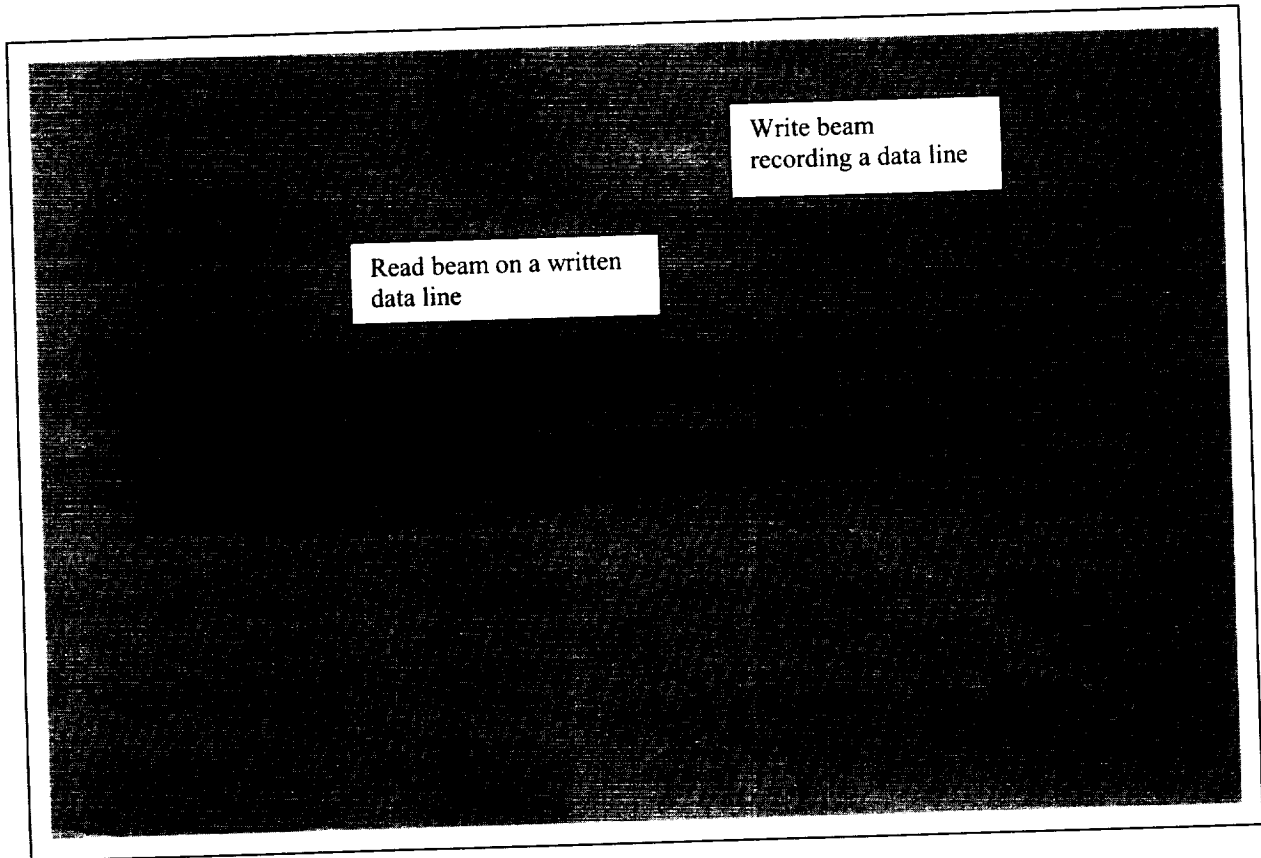 Write beam
recording a data line
Read beam on a written
data line